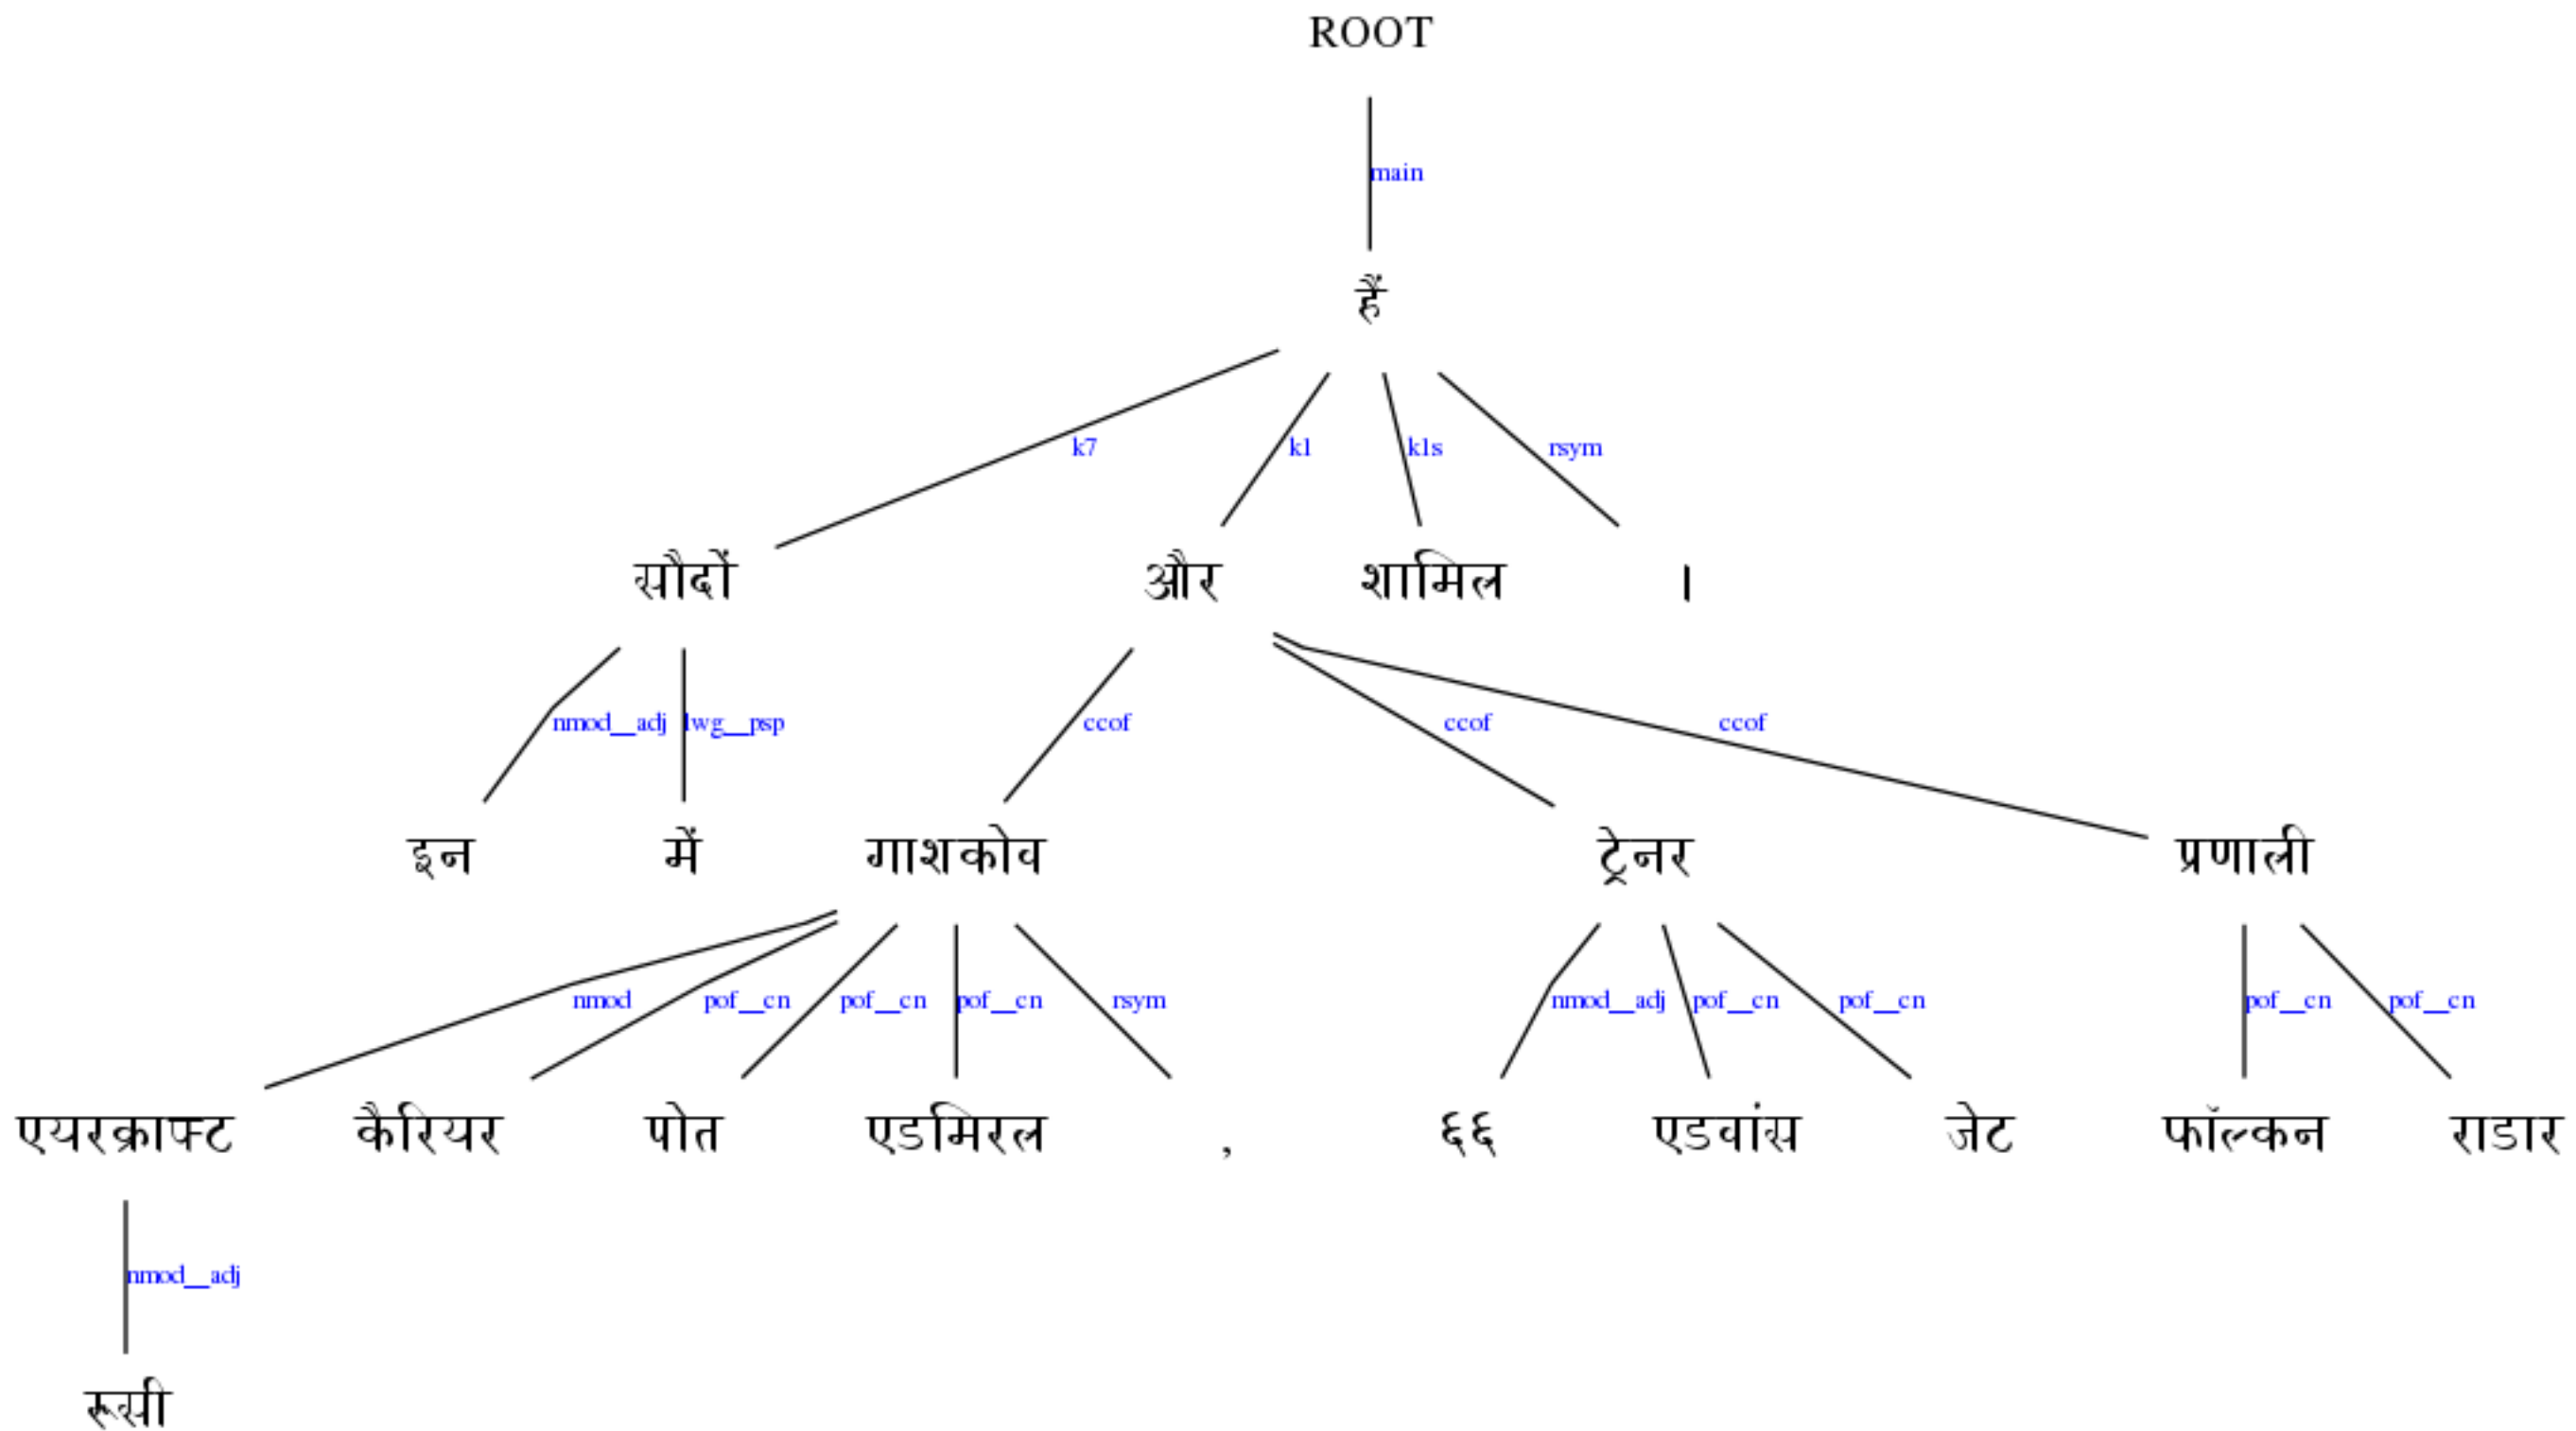 ROOT
main
हैं
k7 k1 k1s rsym
सौदों और शामिल ।
nmod__adj lwg__psp ccof ccof ccof
इन में गाशकोव ट्रेनर प्रणाली
nmod pof__cn pof__cn pof__cn rsym nmod__adj pof__cn pof__cn pof__cn pof__cn
एयरक्राफ्ट कैरियर पोत एडमिरल , ६६ एडवांस जेट फॉल्कन राडार
nmod__adj
रूसी